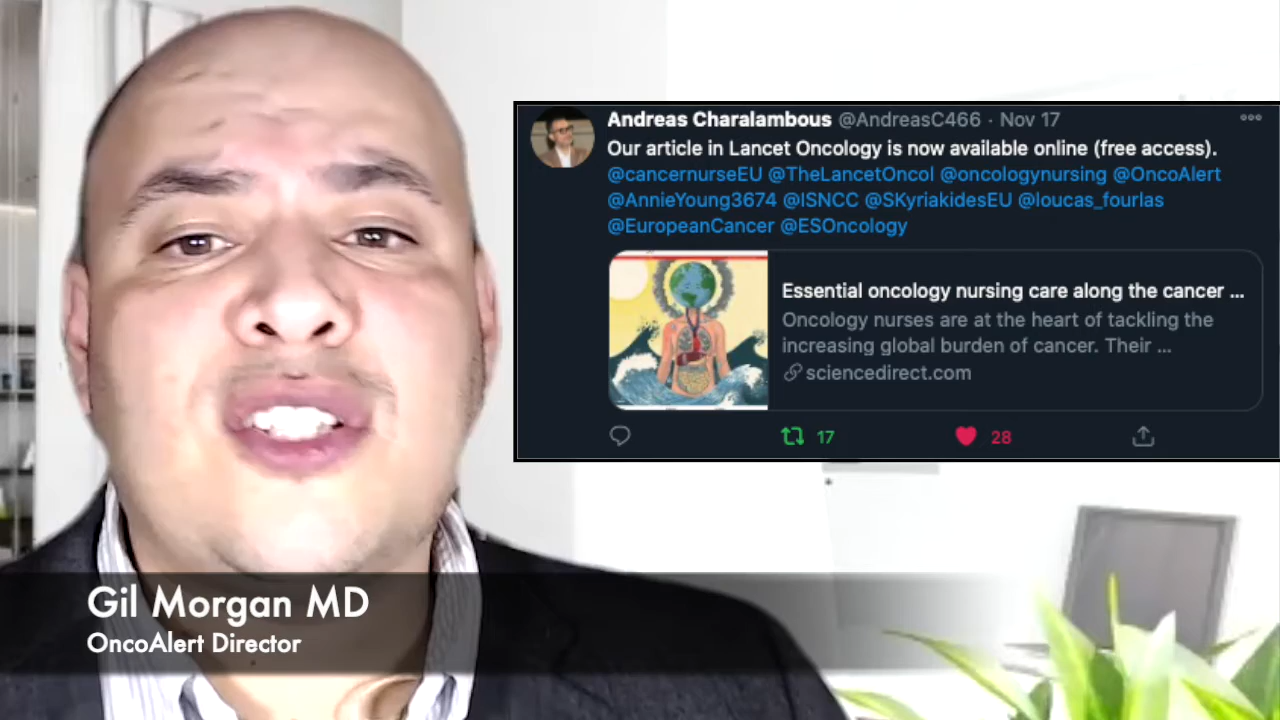 Andreas Charalambous @AndreasC466 · Nov 17
Our article in Lancet Oncology is now available online (free access).
@cancernurseEU @TheLancetOncol @oncologynursing @OncoAlert
@AnnieYoung3674 @ISNCC @SKyriakidesEU @loucas_fourlas
@EuropeanCancer @ESOncology
Essential oncology nursing care along the cancer ...
Oncology nurses are at the heart of tackling the
increasing global burden of cancer. Their ...
sciencedirect.com
17 28
Gil Morgan MD
OncoAlert Director